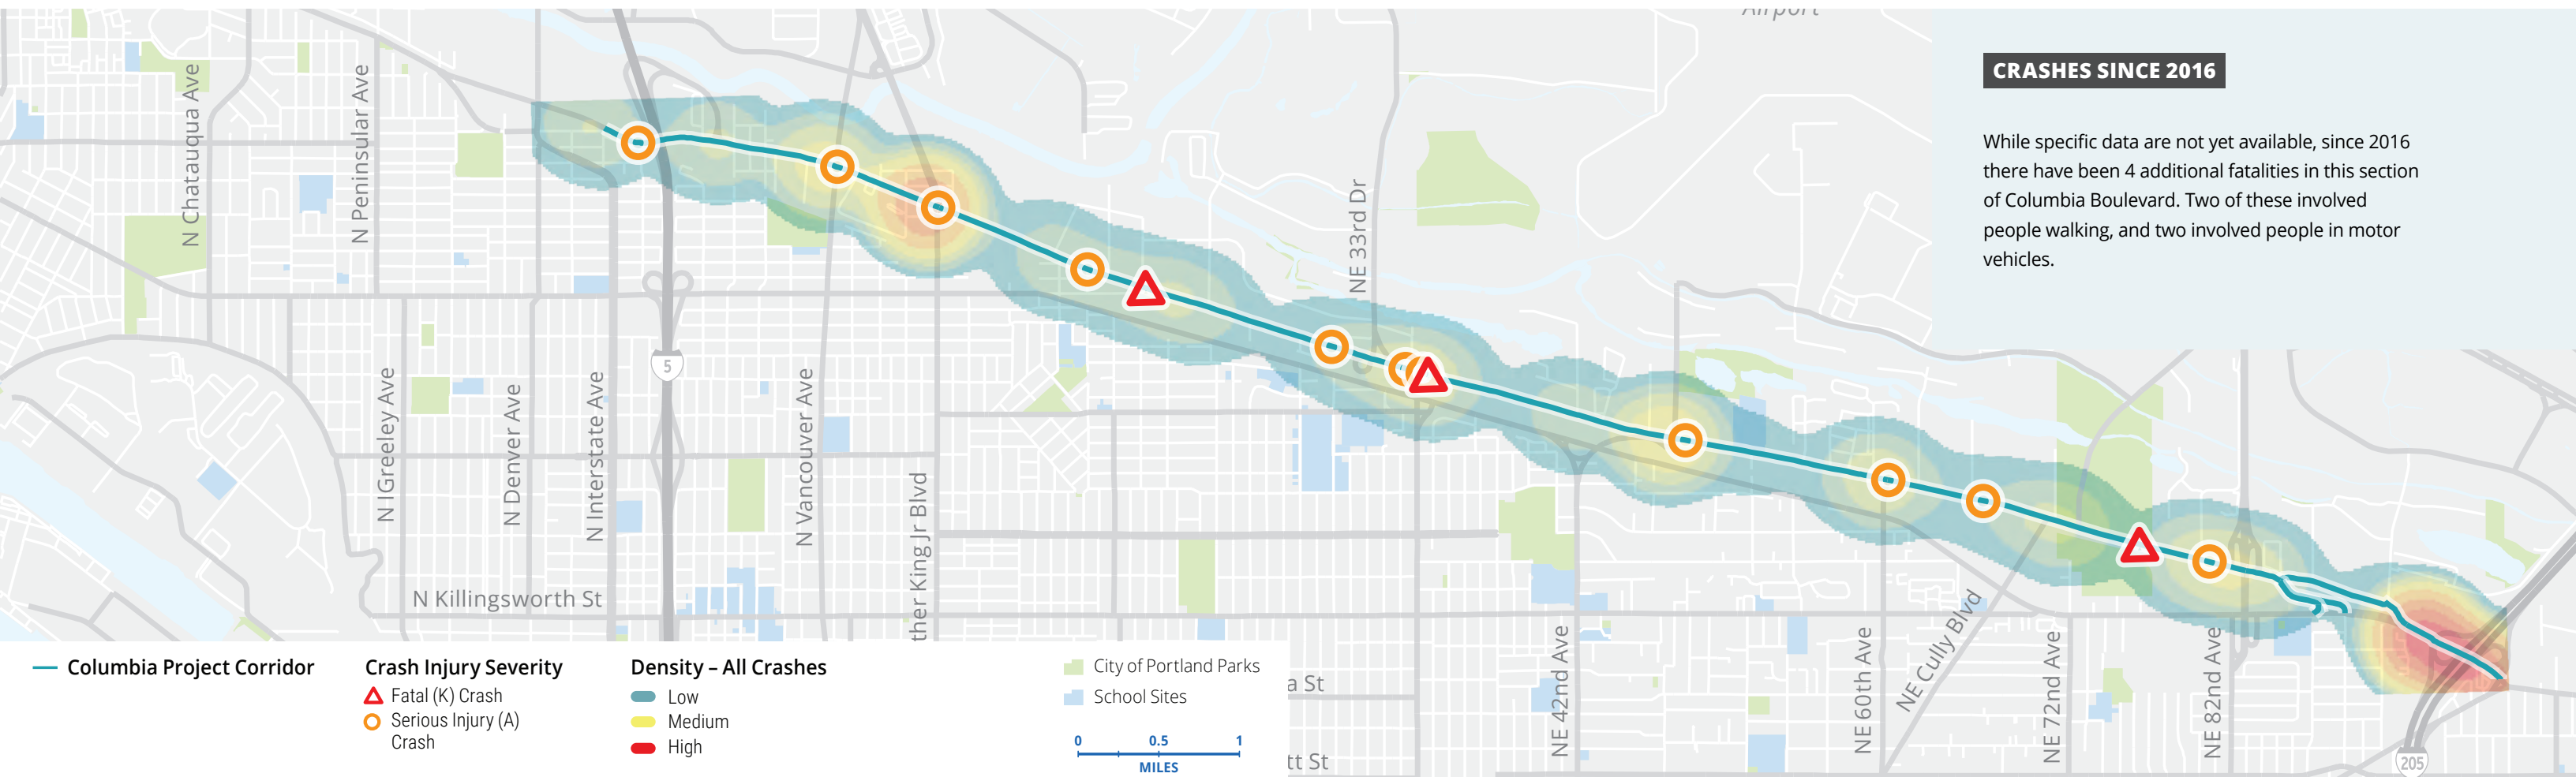 Airport
CRASHES SINCE 2016
While specific data are not yet available, since 2016
there have been 4 additional fatalities in this section
of Columbia Boulevard. Two of these involved
people walking, and two involved people in motor
vehicles.
N Chatauqua Ave
N Peninsular Ave
NE 33rd Dr
5
N IGreeley Ave
N Denver Ave
N Interstate Ave
N Vancouver Ave
ther King Jr Blvd
N Killingsworth St
NE 42nd Ave
NE 60th Ave
NE Cully Blvd
NE 72nd Ave
NE 82nd Ave
205
a St
tt St
Columbia Project Corridor
Crash Injury Severity
Fatal (K) Crash
Serious Injury (A)
Crash
Density – All Crashes
Low
Medium
High
City of Portland Parks
School Sites
0 0.5 1
MILES